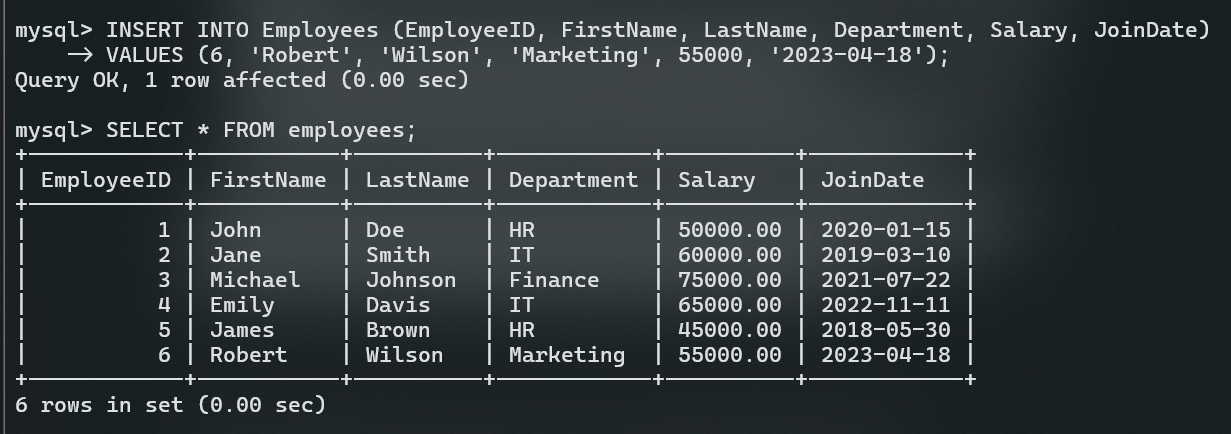 mysql> INSERT INTO Employees (EmployeeID, FirstName, LastName, Department, Salary, JoinDate)
    -> VALUES (6, 'Robert', 'Wilson', 'Marketing', 55000, '2023-04-18');
Query OK, 1 row affected (0.00 sec)

mysql> SELECT * FROM employees;
+------------+-----------+----------+------------+----------+------------+
| EmployeeID | FirstName | LastName | Department | Salary   | JoinDate   |
+------------+-----------+----------+------------+----------+------------+
|          1 | John      | Doe      | HR         | 50000.00 | 2020-01-15 |
|          2 | Jane      | Smith    | IT         | 60000.00 | 2019-03-10 |
|          3 | Michael   | Johnson  | Finance    | 75000.00 | 2021-07-22 |
|          4 | Emily     | Davis    | IT         | 65000.00 | 2022-11-11 |
|          5 | James     | Brown    | HR         | 45000.00 | 2018-05-30 |
|          6 | Robert    | Wilson   | Marketing  | 55000.00 | 2023-04-18 |
+------------+-----------+----------+------------+----------+------------+
6 rows in set (0.00 sec)